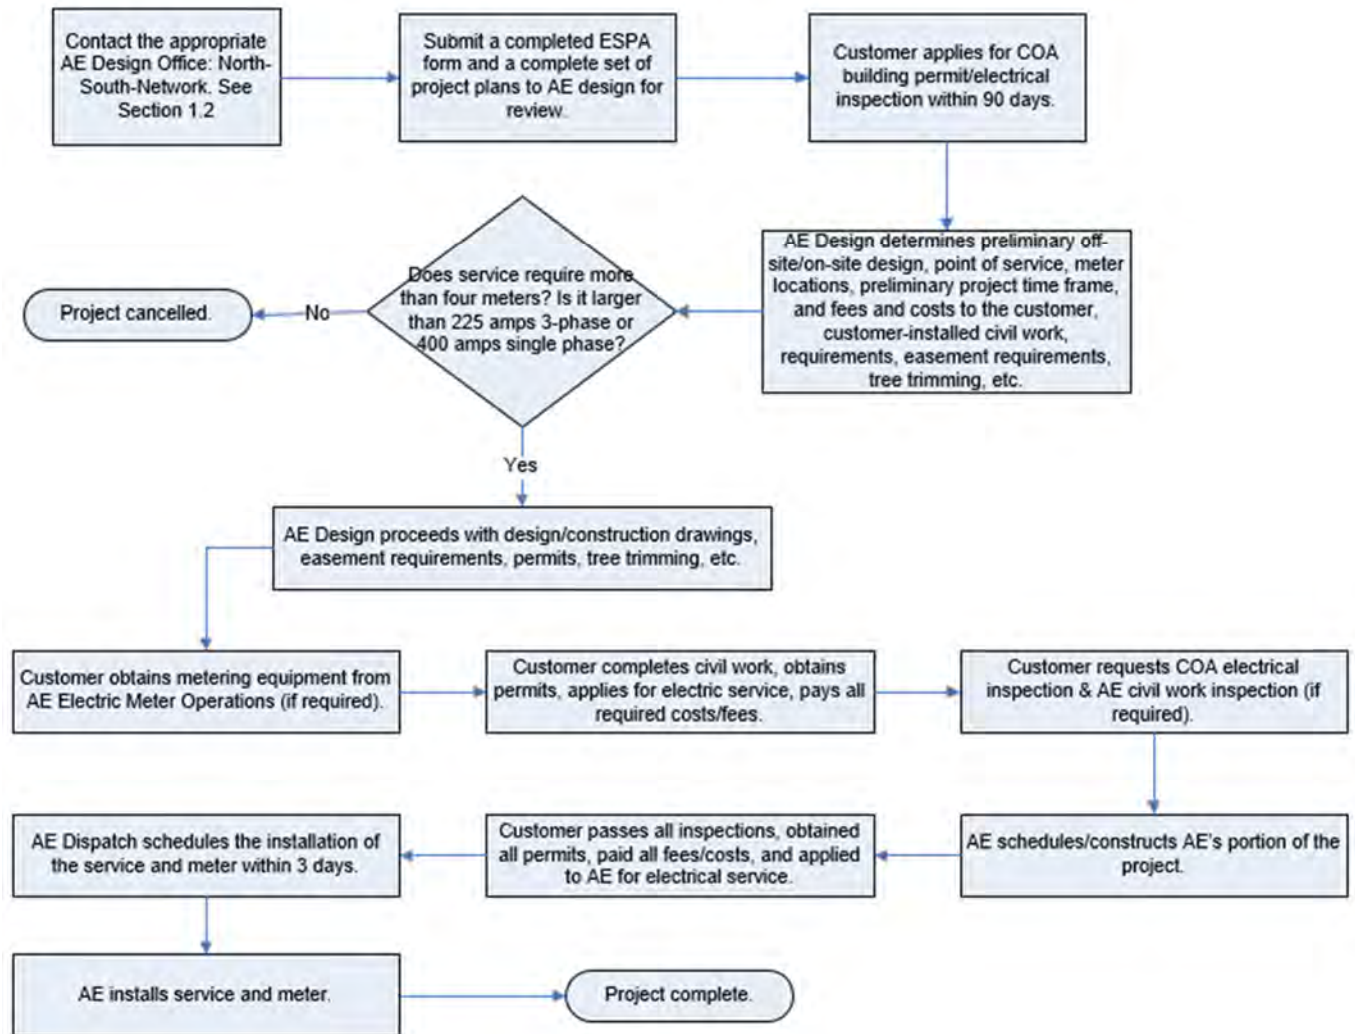 Contact the appropriate
AE Design Office: North-
South-Network. See
Section 1.2
Submit a completed ESPA
form and a complete set of
project plans to AE design for
review.
Customer applies for COA
building permit/electrical
inspection within 90 days.
AE Design determines preliminary off-
site/on-site design, point of service, meter
locations, preliminary project time frame,
and fees and costs to the customer,
customer-installed civil work,
requirements, easement requirements,
tree trimming, etc.
Does service require more
than four meters? Is it larger
than 225 amps 3-phase or
400 amps single phase?
No
Project cancelled.
Yes
AE Design proceeds with design/construction drawings,
easement requirements, permits, tree trimming, etc.
Customer obtains metering equipment from
AE Electric Meter Operations (if required).
Customer completes civil work, obtains
permits, applies for electric service, pays all
required costs/fees.
Customer requests COA electrical
inspection & AE civil work inspection (if
required).
AE schedules/constructs AE's portion of the
project.
Customer passes all inspections, obtained
all permits, paid all fees/costs, and applied
to AE for electrical service.
AE Dispatch schedules the installation of
the service and meter within 3 days.
AE installs service and meter.
Project complete.